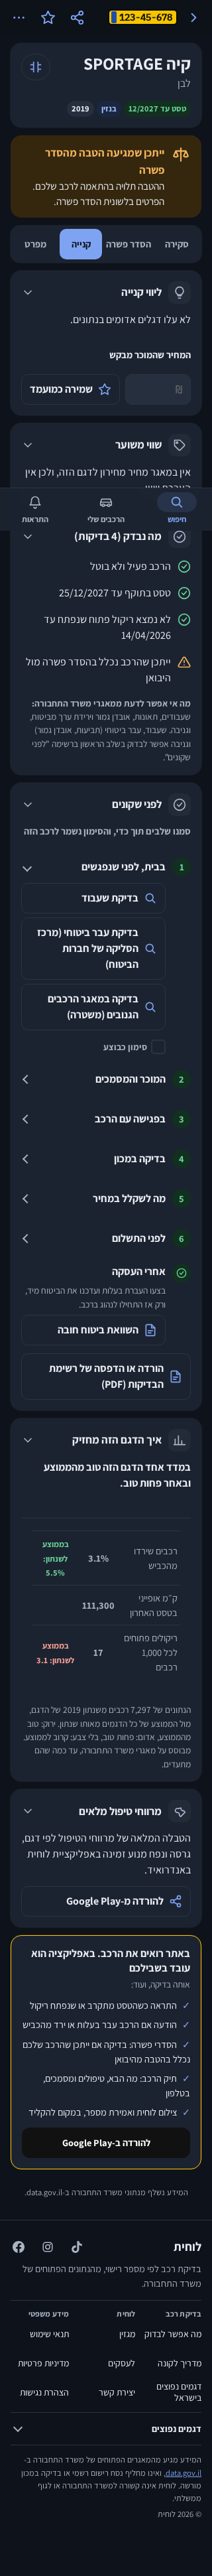 123-45-678
קיה SPORTAGE
לבן
טסט עד 12/2027
בנזין
2019
ייתכן שמגיעה הטבה מהסדר
פשרה
ההטבה תלויה בהתאמה לרכב שלכם.
הפרטים בלשונית הסדר פשרה.
סקירה
הסדר פשרה
קנייה
מפרט
ליווי קנייה
לא עלו דגלים אדומים בנתונים.
המחיר שהמוכר מבקש
₪
שמירה כמועמד
שווי משוער
אין במאגר מחיר מחירון לדגם הזה, ולכן אין
חיפוש
הרכבים שלי
התראות
מה נבדק (4 בדיקות)
הרכב פעיל ולא בוטל
טסט בתוקף עד 25/12/2027
לא נמצא ריקול פתוח שנפתח עד
14/04/2026
ייתכן שהרכב נכלל בהסדר פשרה מול
היבואן
מה אי אפשר לדעת ממאגרי משרד התחבורה:
שעבודים, תאונות, אובדן גמור וירידת ערך מביטוח,
וגניבה. שעבוד, עבר ביטוחי (תביעות, אובדן גמור)
וגניבה אפשר לבדוק בשלב הראשון ברשימה "לפני
שקונים".
לפני שקונים
סמנו שלבים תוך כדי, והסימון נשמר לרכב הזה
1
בבית, לפני שנפגשים
בדיקת שעבוד
בדיקת עבר ביטוחי (מרכז
הסליקה של חברות
הביטוח)
בדיקה במאגר הרכבים
הגנובים (משטרה)
סימון כבוצע
2
המוכר והמסמכים
3
בפגישה עם הרכב
4
בדיקה במכון
5
מה לשקלל במחיר
6
לפני התשלום
אחרי העסקה
בצעו העברת בעלות ועדכנו את הביטוח מיד,
ורק אז התחילו לנהוג ברכב.
השוואת ביטוח חובה
הורדה או הדפסה של רשימת
הבדיקות (PDF)
איך הדגם הזה מחזיק
במדד אחד הדגם הזה טוב מהממוצע
ובאחר פחות טוב.
רכבים שירדו
מהכביש
3.1%
בממוצע
לשנתון:
5.5%
ק״מ אופייני
בטסט האחרון
111,300
ריקולים פתוחים
לכל 1,000
רכבים
17
בממוצע
לשנתון: 3.1
הנתונים של 7,297 רכבים משנתון 2019 של הדגם,
מול הממוצע של כל הדגמים מאותו שנתון. ירוק: טוב
מהממוצע, אדום: פחות טוב, בלי צבע: קרוב לממוצע.
מבוסס על מאגרי משרד התחבורה, עד כמה שהם
מתעדים.
מרווחי טיפול מלאים
הטבלה המלאה של מרווחי הטיפול לפי דגם,
גרסה ונפח מנוע זמינה באפליקציית לוחית
באנדרואיד.
להורדה מ-Google Play
באתר רואים את הרכב. באפליקציה הוא
עובד בשבילכם
אותה בדיקה, ועוד:
✓ התראה כשהטסט מתקרב או שנפתח ריקול
✓ הודעה אם הרכב עבר בעלות או ירד מהכביש
✓ הסדרי פשרה: בדיקה אם ייתכן שהרכב שלכם
נכלל בהטבה מהיבואן
✓ תיק הרכב: מה הבא, טיפולים ומסמכים,
בטלפון
✓ צילום לוחית ואמירת מספר, במקום להקליד
להורדה ב-Google Play
המידע נשלף מנתוני משרד התחבורה ב-data.gov.il.
לוחית
בדיקת רכב לפי מספר רישוי, מהנתונים הפתוחים של
משרד התחבורה.
בדיקת רכב
לוחית
מידע משפטי
מה אפשר לבדוק
מגזין
תנאי שימוש
מדריך לקונה
לעסקים
מדיניות פרטיות
דגמים נפוצים
בישראל
יצירת קשר
הצהרת נגישות
דגמים נפוצים
המידע מגיע מהמאגרים הפתוחים של משרד התחבורה ב-
data.gov.il, ואינו מחליף נסח רישום רשמי או בדיקה במכון
מורשה. לוחית אינה קשורה למשרד התחבורה או לגוף
ממשלתי.
© 2026 לוחית